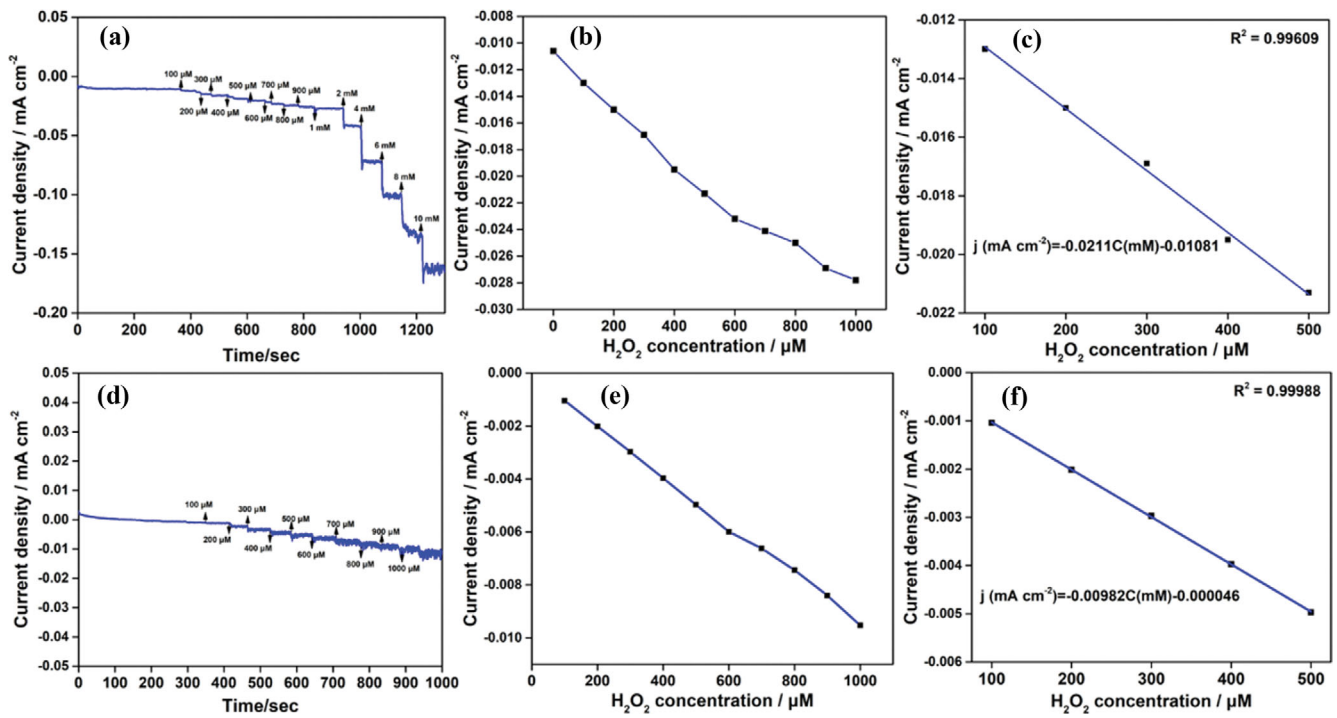 (a)
0.05
0.00
-0.05
-0.10
-0.15
-0.20
Current density / mA cm-2
100 µM
300 µM
500 µM
700 µM
900 µM
2 mM
4 mM
6 mM
8 mM
10 mM
200 µM
400 µM
600 µM
800 µM
1 mM
0 200 400 600 800 1000 1200
Time/sec
(b)
-0.008
-0.010
-0.012
-0.014
-0.016
-0.018
-0.020
-0.022
-0.024
-0.026
-0.028
-0.030
Current density / mA cm-2
0 200 400 600 800 1000
H2O2 concentration / µM
(c)
R2 = 0.99609
-0.012
-0.014
-0.016
-0.018
-0.020
-0.022
Current density / mA cm-2
j (mA cm-2)=-0.0211C(mM)-0.01081
100 200 300 400 500
H2O2 concentration / µM
(d)
0.05
0.04
0.03
0.02
0.01
0.00
-0.01
-0.02
-0.03
-0.04
-0.05
Current density / mA cm-2
100 µM
300 µM
500 µM
700 µM
900 µM
200 µM
400 µM
600 µM
800 µM
1000 µM
0 100 200 300 400 500 600 700 800 900 1000
Time/sec
(e)
0.000
-0.002
-0.004
-0.006
-0.008
-0.010
Current density / mA cm-2
200 400 600 800 1000
0
H2O2 concentration / µM
(f)
R2 = 0.99988
0.000
-0.001
-0.002
-0.003
-0.004
-0.005
-0.006
Current density / mA cm-2
j (mA cm-2)=-0.00982C(mM)-0.000046
100 200 300 400 500
H2O2 concentration / µM